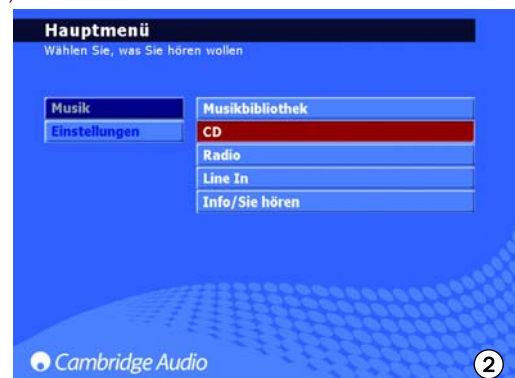 Hauptmenü
Wählen Sie, was Sie hören wollen
Musik
Einstellungen
Musikbibliothek
CD
Radio
Line In
Info/Sie hören
Cambridge Audio
2